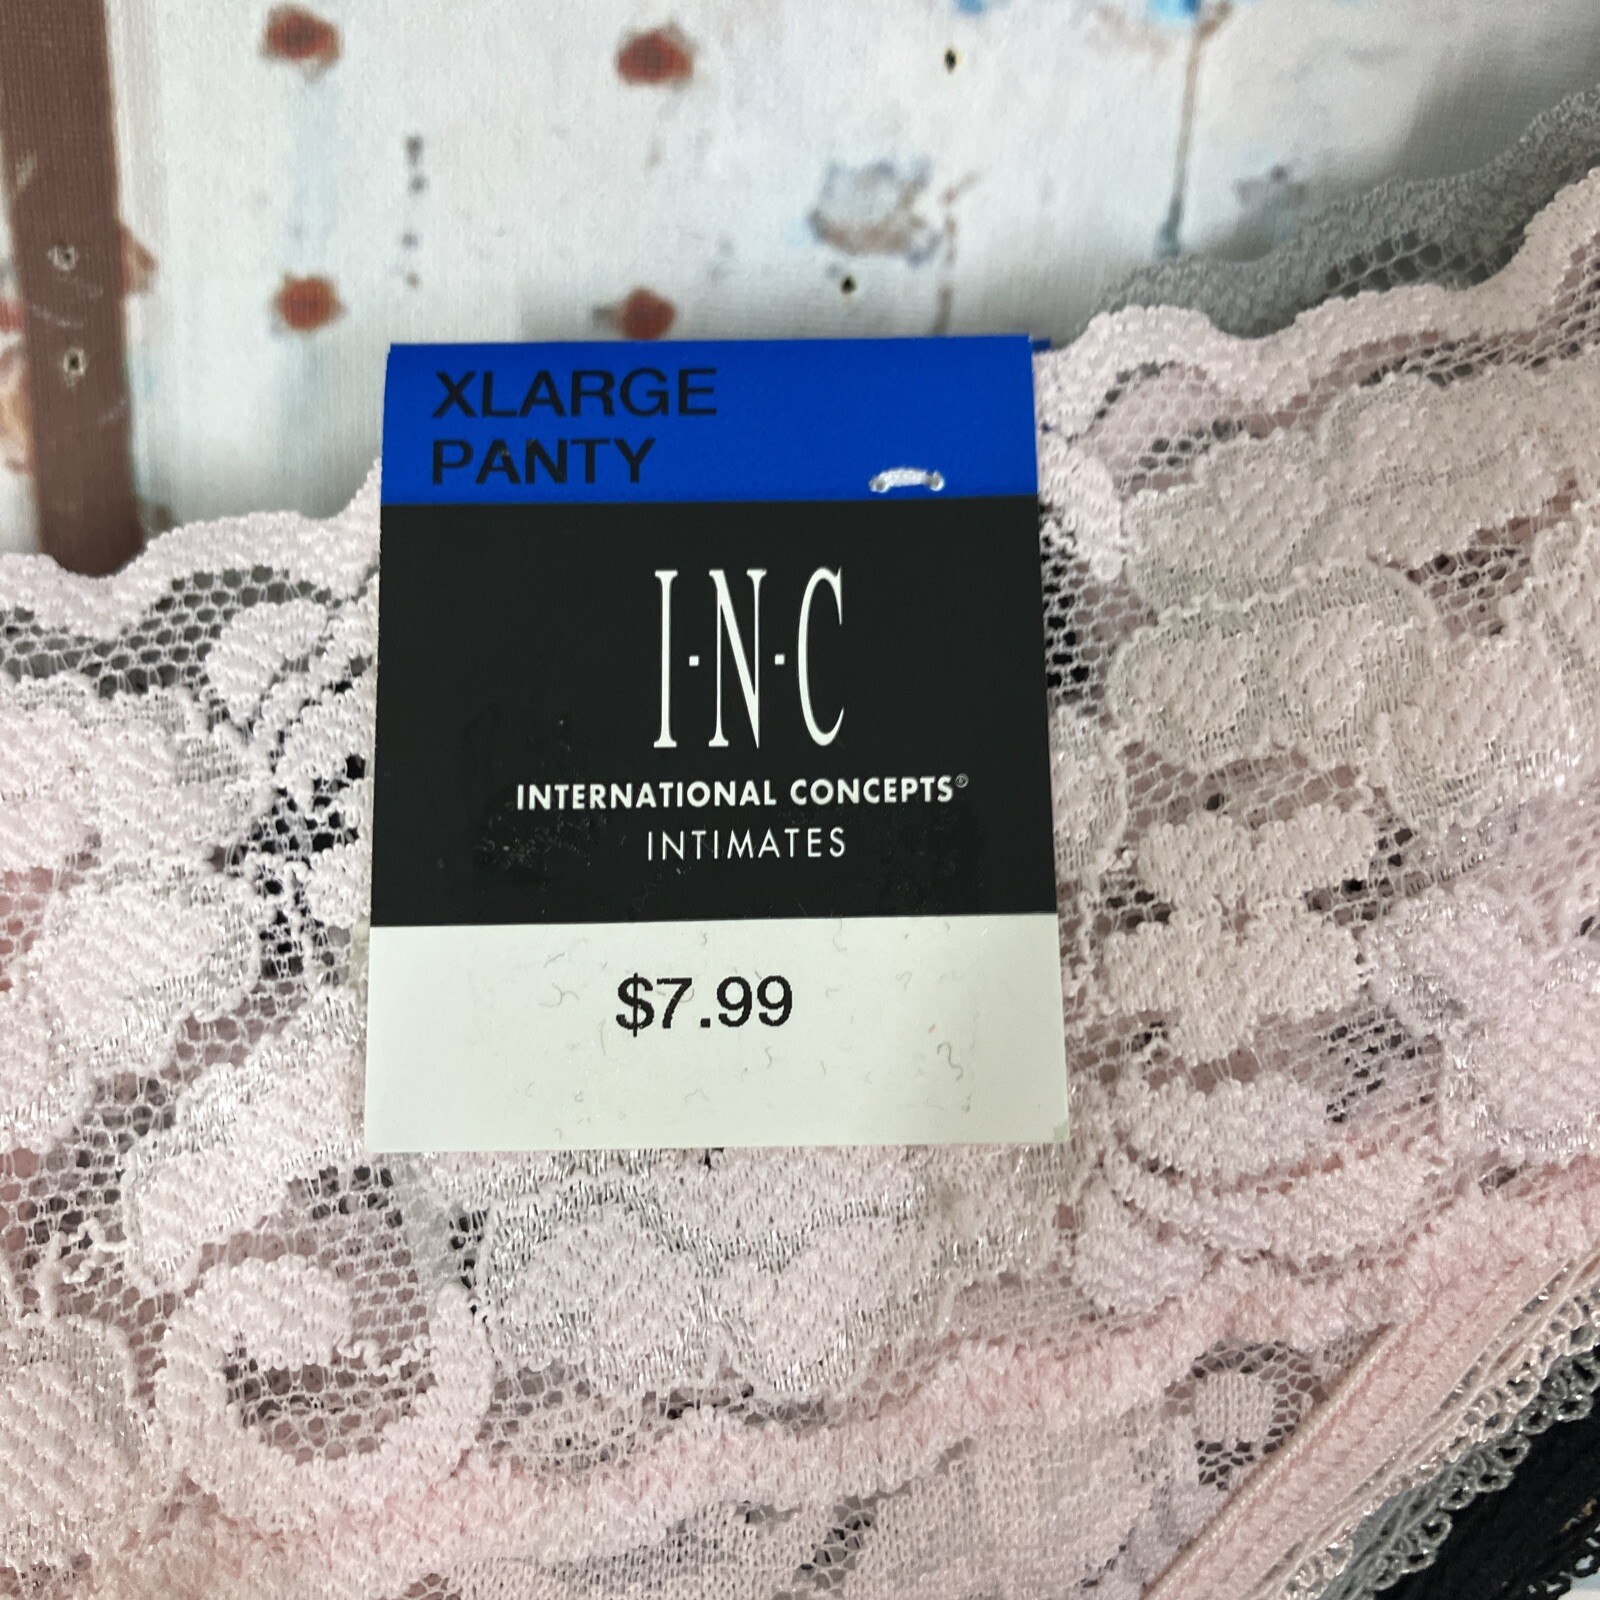 XLARGE
PANTY
I·N·C
INTERNATIONAL CONCEPTS®
INTIMATES
$7.99